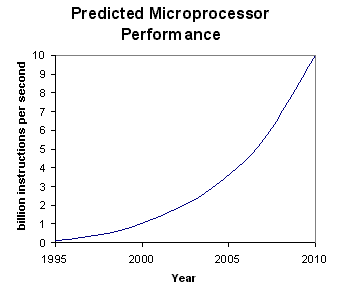 Predicted Microprocessor
Performance
billion instructions per second
10
9
8
7
6
5
4
3
2
1
0
1995 2000 2005 2010
Year